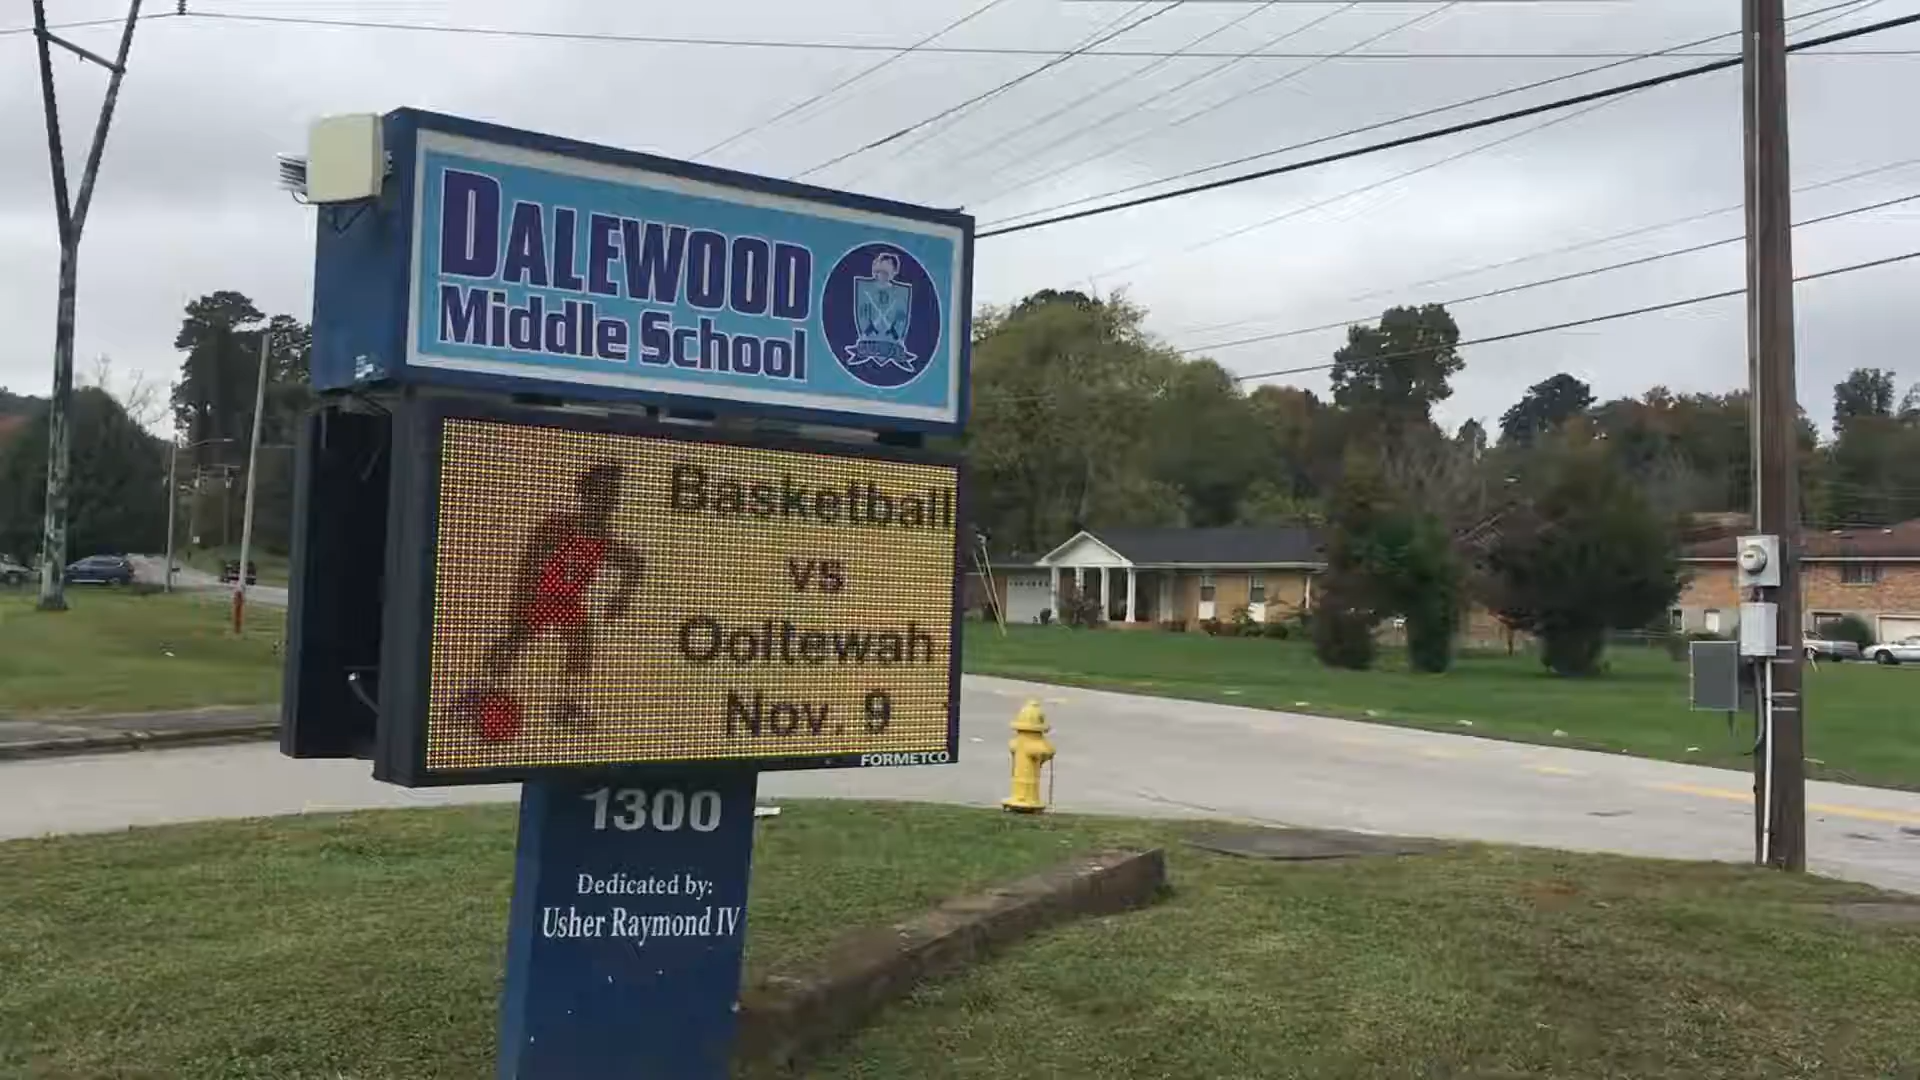 DALEWOOD
Middle School
Basketball
vs
Ooltewah
Nov. 9
FORMETCO
1300
Dedicated by:
Usher Raymond IV